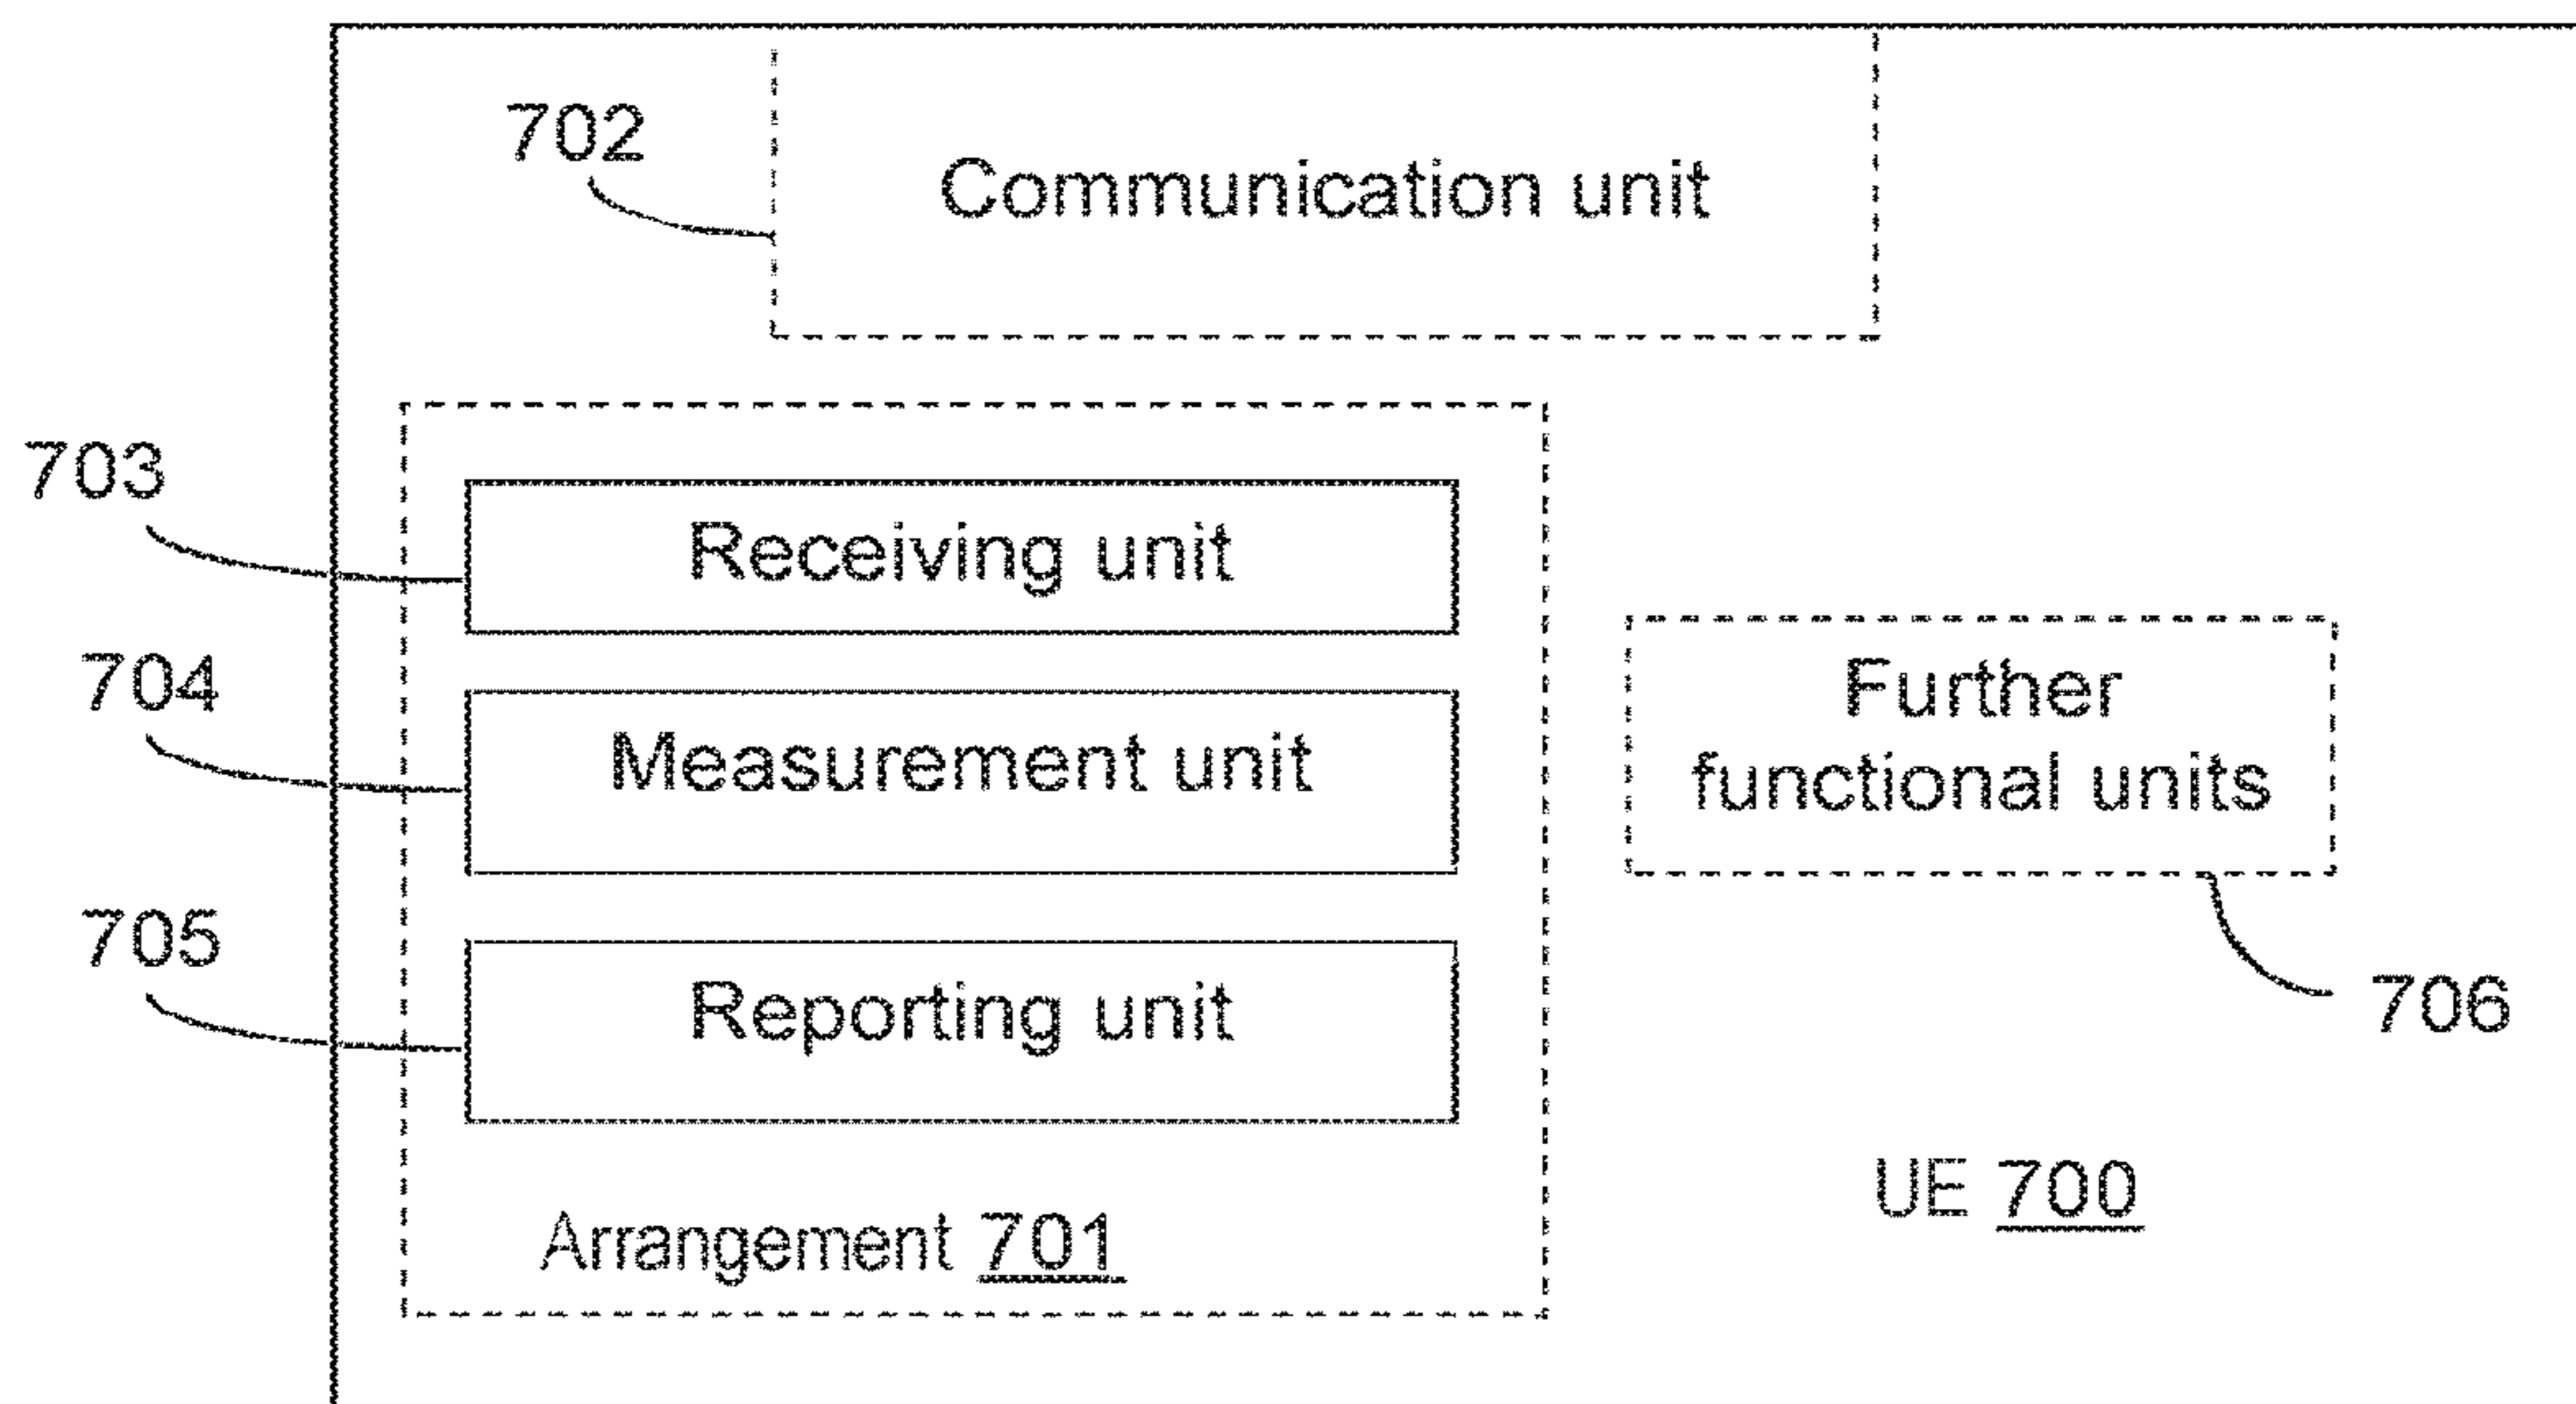 702
Communication unit
703
Receiving unit
704
Measurement unit
Further
functional units
705
Reporting unit
706
UE 700
Arrangement 701